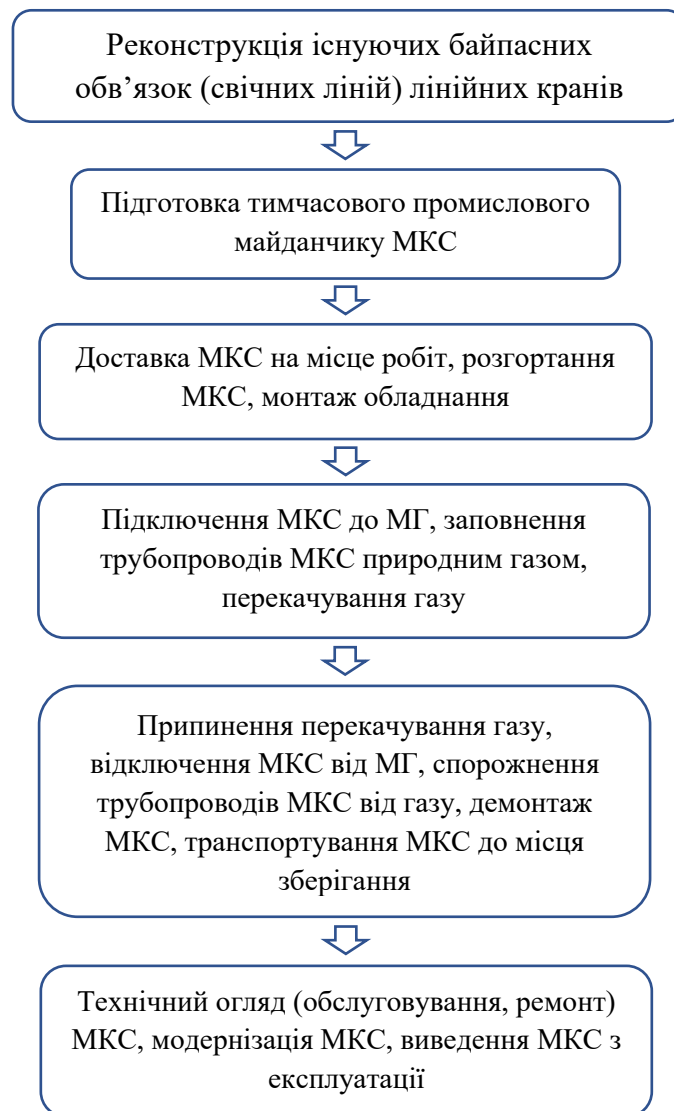 Реконструкція існуючих байпасних
обв’язок (свічних ліній) лінійних кранів
Підготовка тимчасового промислового
майданчику МКС
Доставка МКС на місце робіт, розгортання
МКС, монтаж обладнання
Підключення МКС до МГ, заповнення
трубопроводів МКС природним газом,
перекачування газу
Припинення перекачування газу,
відключення МКС від МГ, спорожнення
трубопроводів МКС від газу, демонтаж
МКС, транспортування МКС до місця
зберігання
Технічний огляд (обслуговування, ремонт)
МКС, модернізація МКС, виведення МКС з
експлуатації